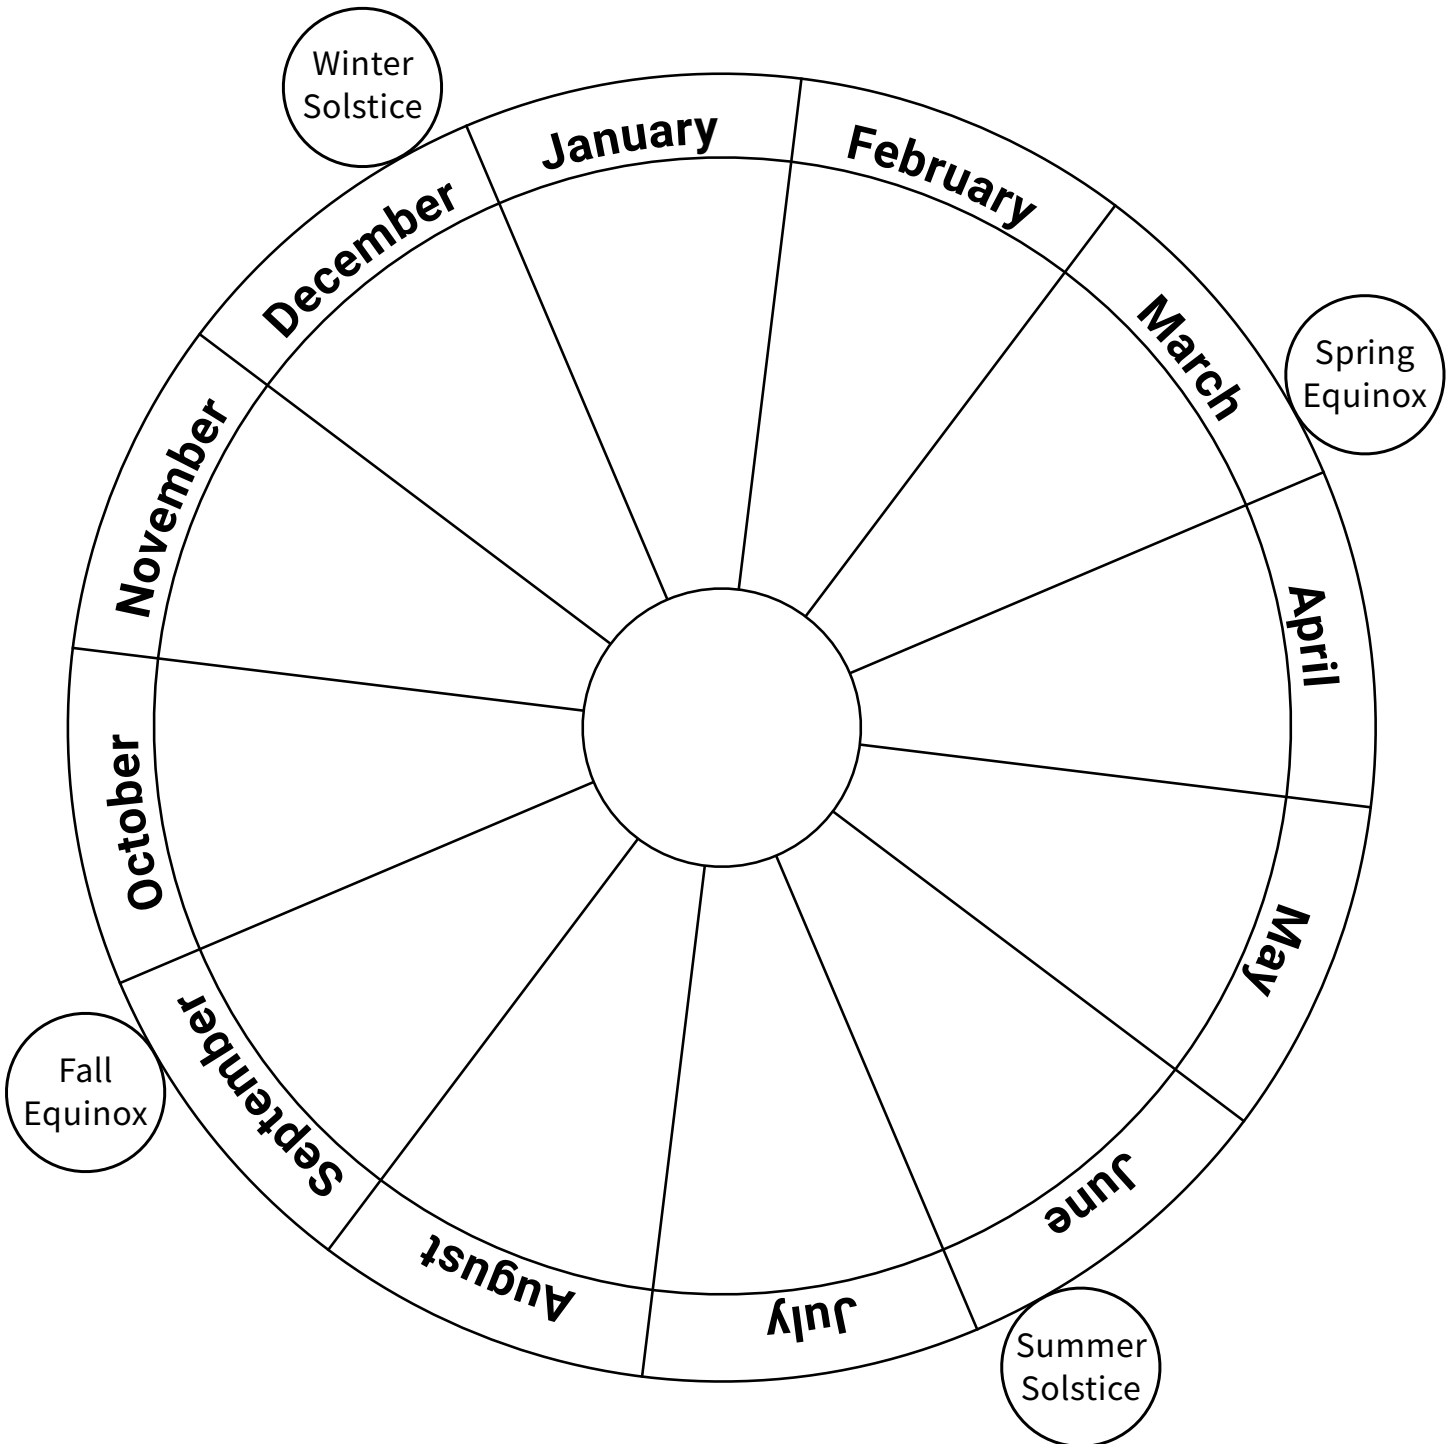 Winter
Solstice
January
February
March
Spring
Equinox
April
May
June
Summer
Solstice
July
August
September
Fall
Equinox
October
November
December